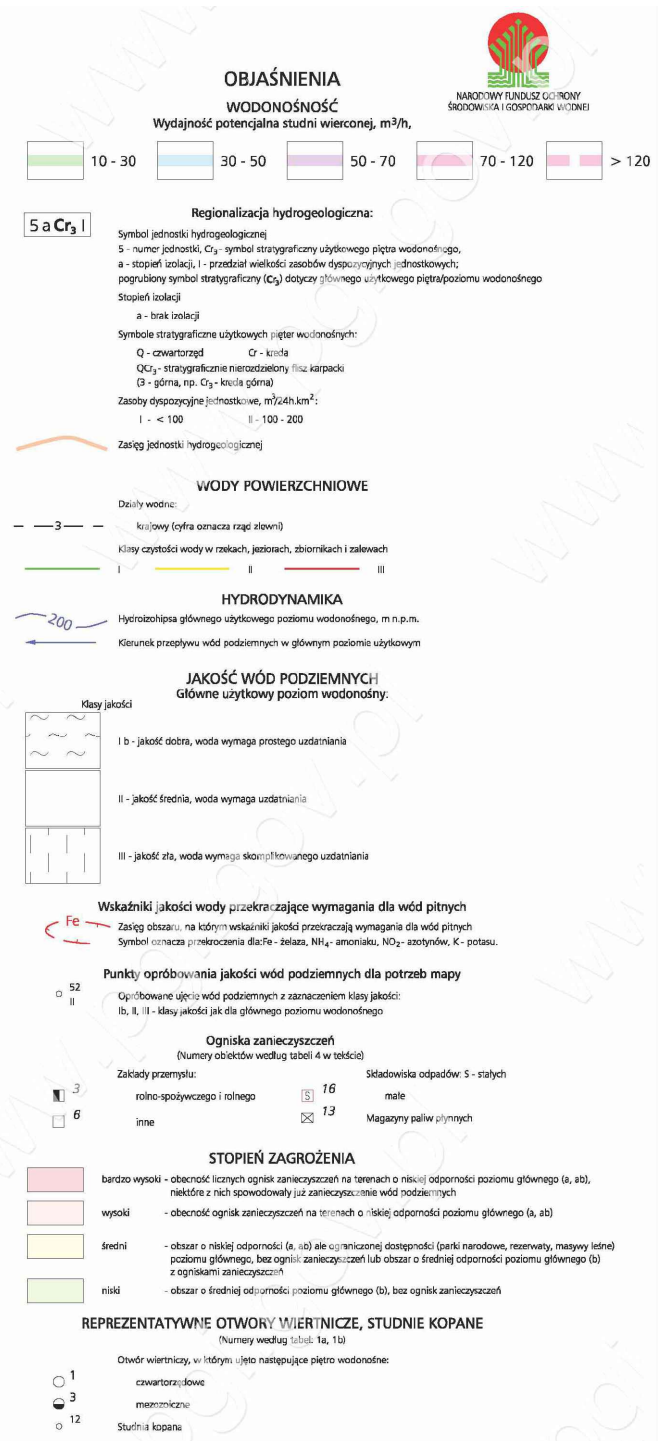 OBJAŚNIENIA
NARODOWY FUNDUSZ OCHRONY
ŚRODOWISKA I GOSPODARKI WODNEJ
WODONOŚNOŚĆ
Wydajność potencjalna studni wierconej, m³/h,
10 - 30 30 - 50 50 - 70 70 - 120 > 120
5 a Cr₃ I
Regionalizacja hydrogeologiczna:
Symbol jednostki hydrogeologicznej
5 - numer jednostki, Cr₃ - symbol stratygraficzny użytkowego piętra wodonośnego,
a - stopień izolacji, I - przedział wielkości zasobów dyspozycyjnych jednostkowych;
pogrubiony symbol stratygraficzny (Cr₃) dotyczy głównego użytkowego piętra/poziomu wodonośnego
Stopień izolacji
a - brak izolacji
Symbole stratygraficzne użytkowych pięter wodonośnych:
Q - czwartorzęd Cr - kreda
QCr₃ - stratygraficznie nierozdzielony flisz karpacki
(3 - górna, np. Cr₃ - kreda górna)
Zasoby dyspozycyjne jednostkowe, m³/24h.km²:
I - < 100 II - 100 - 200
Zasięg jednostki hydrogeologicznej
WODY POWIERZCHNIOWE
Działy wodne:
3 krajowy (cyfra oznacza rząd zlewni)
Klasy czystości wody w rzekach, jeziorach, zbiornikach i zalewach
I II III
HYDRODYNAMIKA
200 Hydroizohipsa głównego użytkowego poziomu wodonośnego, m n.p.m.
Kierunek przepływu wód podziemnych w głównym poziomie użytkowym
JAKOŚĆ WÓD PODZIEMNYCH
Główne użytkowy poziom wodonośny:
Klasy jakości
I b - jakość dobra, woda wymaga prostego uzdatniania
II - jakość średnia, woda wymaga uzdatniania
III - jakość zła, woda wymaga skomplikowanego uzdatniania
Wskaźniki jakości wody przekraczające wymagania dla wód pitnych
Fe Zasięg obszaru, na którym wskaźniki jakości przekraczają wymagania dla wód pitnych
Symbol oznacza przekroczenia dla:Fe - żelaza, NH₄ - amoniaku, NO₂ - azotynów, K - potasu.
Punkty opróbowania jakości wód podziemnych dla potrzeb mapy
52
II
Opróbowane ujęcie wód podziemnych z zaznaczeniem klasy jakości:
Ib, II, III - klasy jakości jak dla głównego poziomu wodonośnego
Ogniska zanieczyszczeń
(Numery obiektów według tabeli 4 w tekście)
Zakłady przemysłu: Składowiska odpadów: S - stałych
3 rolno-spożywczego i rolnego S 16 małe
6 inne 13 Magazyny paliw płynnych
STOPIEŃ ZAGROŻENIA
bardzo wysoki - obecność licznych ognisk zanieczyszczeń na terenach o niskiej odporności poziomu głównego (a, ab),
niektóre z nich spowodowały już zanieczyszczenie wód podziemnych
wysoki - obecność ognisk zanieczyszczeń na terenach o niskiej odporności poziomu głównego (a, ab)
średni - obszar o niskiej odporności (a, ab) ale ograniczonej dostępności (parki narodowe, rezerwaty, masywy leśne)
poziomu głównego, bez ognisk zanieczyszczeń lub obszar o średniej odporności poziomu głównego (b)
z ogniskami zanieczyszczeń
niski - obszar o średniej odporności poziomu głównego (b), bez ognisk zanieczyszczeń
REPREZENTATYWNE OTWORY WIERTNICZE, STUDNIE KOPANE
(Numery według tabel: 1a, 1b)
Otwór wiertniczy, w którym ujęto następujące piętro wodonośne:
1 czwartorzędowe
3 mezozoiczne
12 Studnia kopana